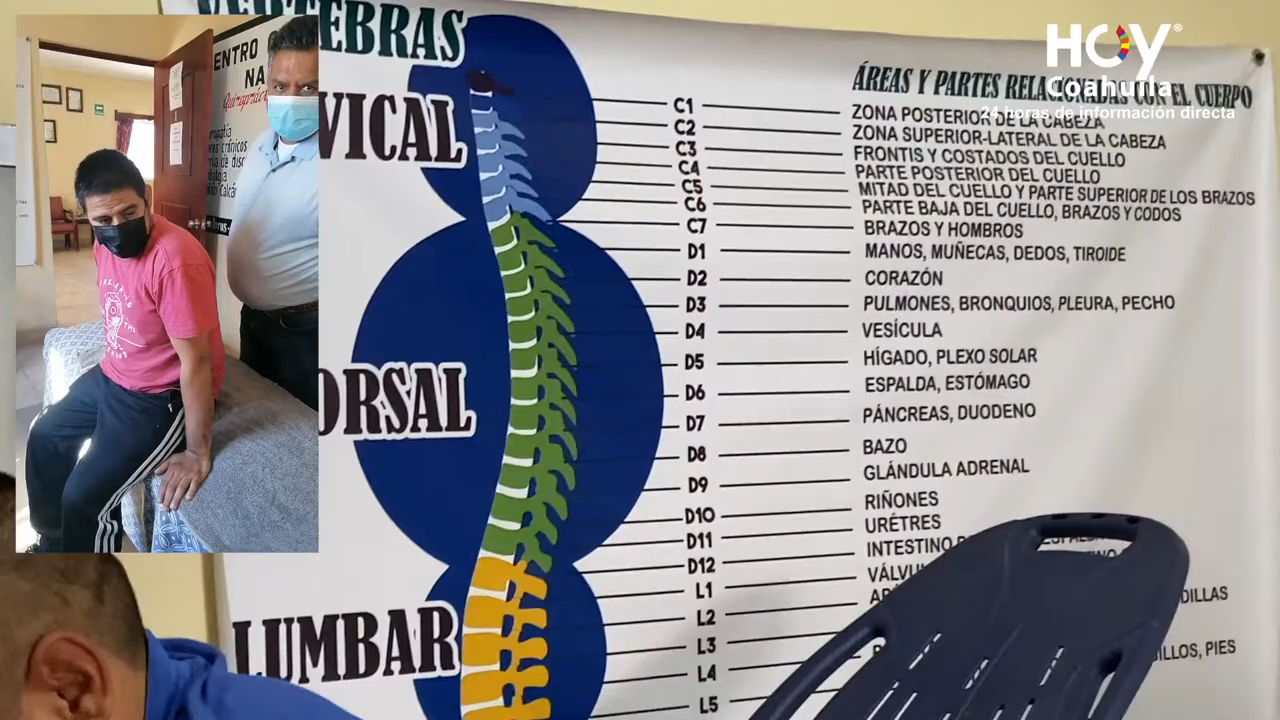 VERTEBRAS
HOY
Coahuila
24 horas de información directa
ÁREAS Y PARTES RELACIONADAS CON EL CUERPO
VICAL
C1 ZONA POSTERIOR DE LA CABEZA
C2 ZONA SUPERIOR-LATERAL DE LA CABEZA
C3 FRONTIS Y COSTADOS DEL CUELLO
C4 PARTE POSTERIOR DEL CUELLO
C5 MITAD DEL CUELLO Y PARTE SUPERIOR DE LOS BRAZOS
C6 PARTE BAJA DEL CUELLO, BRAZOS Y CODOS
C7 BRAZOS Y HOMBROS
D1 MANOS, MUÑECAS, DEDOS, TIROIDE
D2 CORAZÓN
D3 PULMONES, BRONQUIOS, PLEURA, PECHO
D4 VESÍCULA
ORSAL
D5 HÍGADO, PLEXO SOLAR
D6 ESPALDA, ESTÓMAGO
D7 PÁNCREAS, DUODENO
D8 BAZO
D9 GLÁNDULA ADRENAL
D10 RIÑONES
D11 URÉTRES
D12 INTESTINO
L1
LUMBAR
L2 DILLAS
L3
L4 ILLOS, PIES
L5
ENTRO
NA